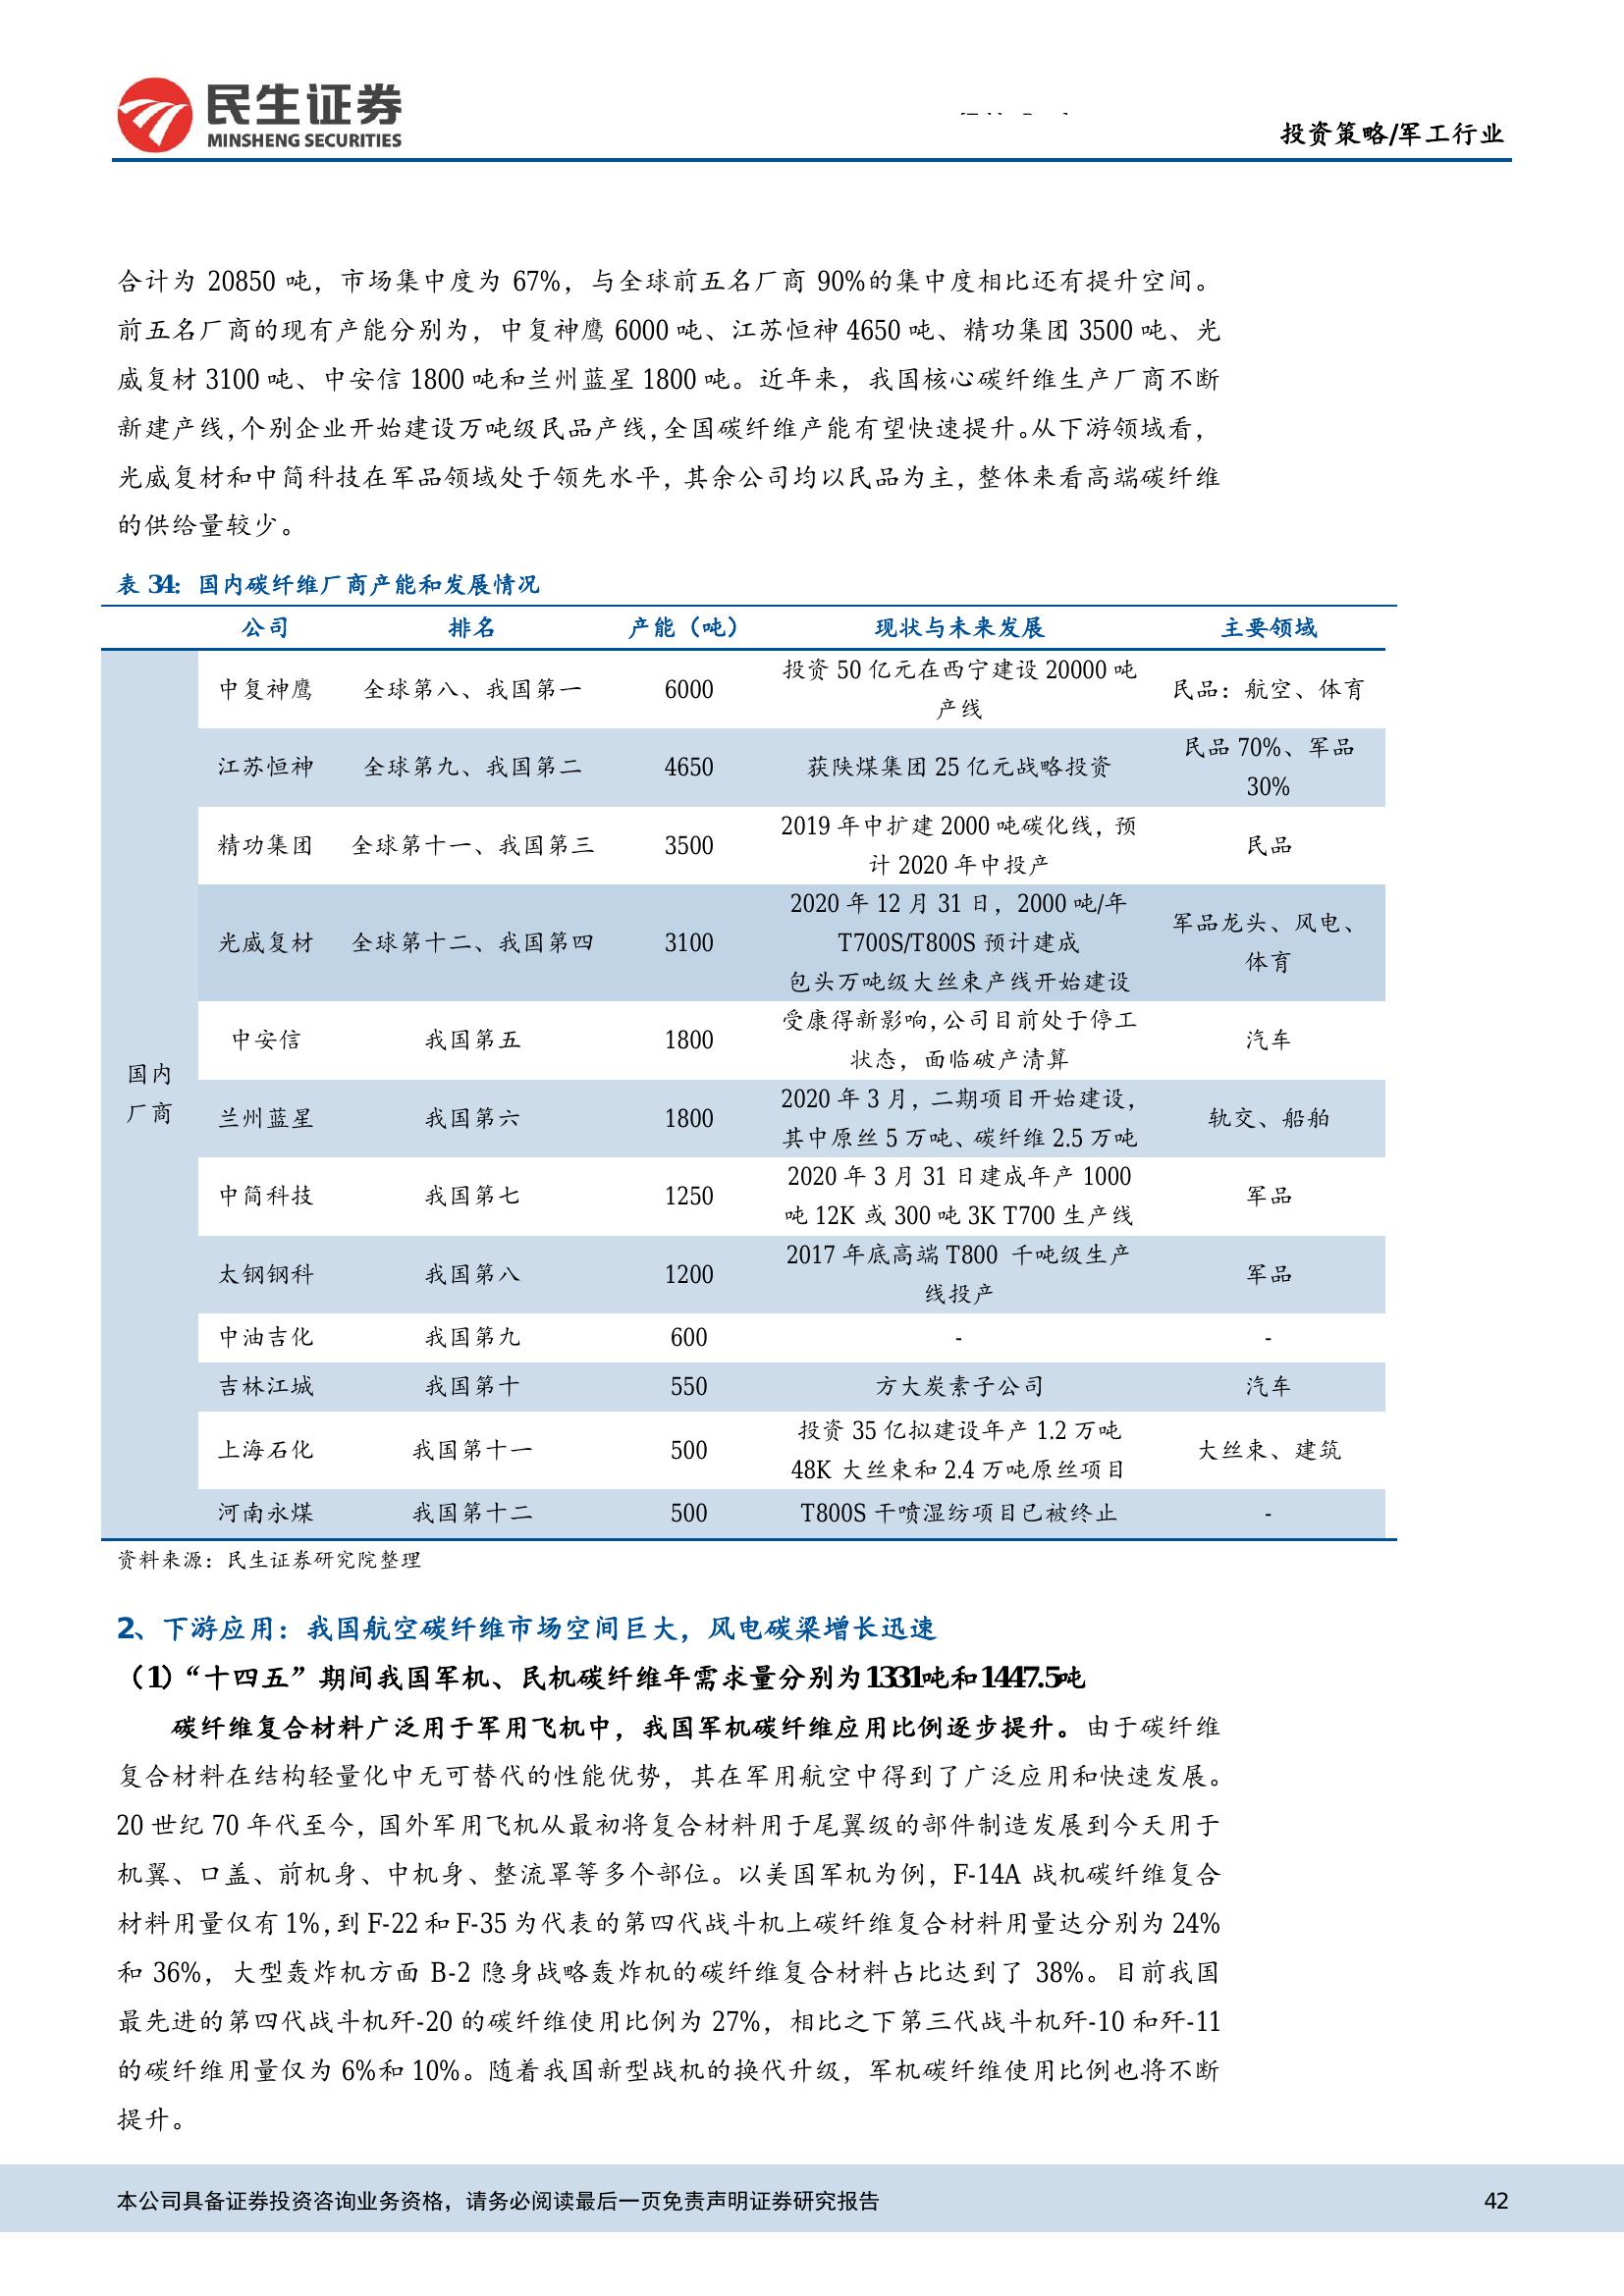 民生证券
MINSHENG SECURITIES
投资策略/军工行业
合计为 20850 吨，市场集中度为 67%，与全球前五名厂商 90%的集中度相比还有提升空间。
前五名厂商的现有产能分别为，中复神鹰 6000 吨、江苏恒神 4650 吨、精功集团 3500 吨、光
威复材 3100 吨、中安信 1800 吨和兰州蓝星 1800 吨。近年来，我国核心碳纤维生产厂商不断
新建产线，个别企业开始建设万吨级民品产线，全国碳纤维产能有望快速提升。从下游领域看，
光威复材和中简科技在军品领域处于领先水平，其余公司均以民品为主，整体来看高端碳纤维
的供给量较少。
表 34：国内碳纤维厂商产能和发展情况
公司 排名 产能（吨） 现状与未来发展 主要领域
国内
厂商
中复神鹰 全球第八、我国第一 6000 投资 50 亿元在西宁建设 20000 吨
产线 民品：航空、体育
江苏恒神 全球第九、我国第二 4650 获陕煤集团 25 亿元战略投资 民品 70%、军品
30%
精功集团 全球第十一、我国第三 3500 2019 年中扩建 2000 吨碳化线，预
计 2020 年中投产 民品
光威复材 全球第十二、我国第四 3100 2020 年 12 月 31 日，2000 吨/年
T700S/T800S 预计建成
包头万吨级大丝束产线开始建设 军品龙头、风电、
体育
中安信 我国第五 1800 受康得新影响，公司目前处于停工
状态，面临破产清算 汽车
兰州蓝星 我国第六 1800 2020 年 3 月，二期项目开始建设，
其中原丝 5 万吨、碳纤维 2.5 万吨 轨交、船舶
中简科技 我国第七 1250 2020 年 3 月 31 日建成年产 1000
吨 12K 或 300 吨 3K T700 生产线 军品
太钢钢科 我国第八 1200 2017 年底高端 T800 千吨级生产
线投产 军品
中油吉化 我国第九 600 - -
吉林江城 我国第十 550 方大炭素子公司 汽车
上海石化 我国第十一 500 投资 35 亿拟建设年产 1.2 万吨
48K 大丝束和 2.4 万吨原丝项目 大丝束、建筑
河南永煤 我国第十二 500 T800S 干喷湿纺项目已被终止 -
资料来源：民生证券研究院整理
2、下游应用：我国航空碳纤维市场空间巨大，风电碳梁增长迅速
（1）“十四五”期间我国军机、民机碳纤维年需求量分别为1331吨和1447.5吨
碳纤维复合材料广泛用于军用飞机中，我国军机碳纤维应用比例逐步提升。由于碳纤维
复合材料在结构轻量化中无可替代的性能优势，其在军用航空中得到了广泛应用和快速发展。
20 世纪 70 年代至今，国外军用飞机从最初将复合材料用于尾翼级的部件制造发展到今天用于
机翼、口盖、前机身、中机身、整流罩等多个部位。以美国军机为例，F-14A 战机碳纤维复合
材料用量仅有 1%，到 F-22 和 F-35 为代表的第四代战斗机上碳纤维复合材料用量达分别为 24%
和 36%，大型轰炸机方面 B-2 隐身战略轰炸机的碳纤维复合材料占比达到了 38%。目前我国
最先进的第四代战斗机歼-20 的碳纤维使用比例为 27%，相比之下第三代战斗机歼-10 和歼-11
的碳纤维用量仅为 6%和 10%。随着我国新型战机的换代升级，军机碳纤维使用比例也将不断
提升。
本公司具备证券投资咨询业务资格，请务必阅读最后一页免责声明证券研究报告 42